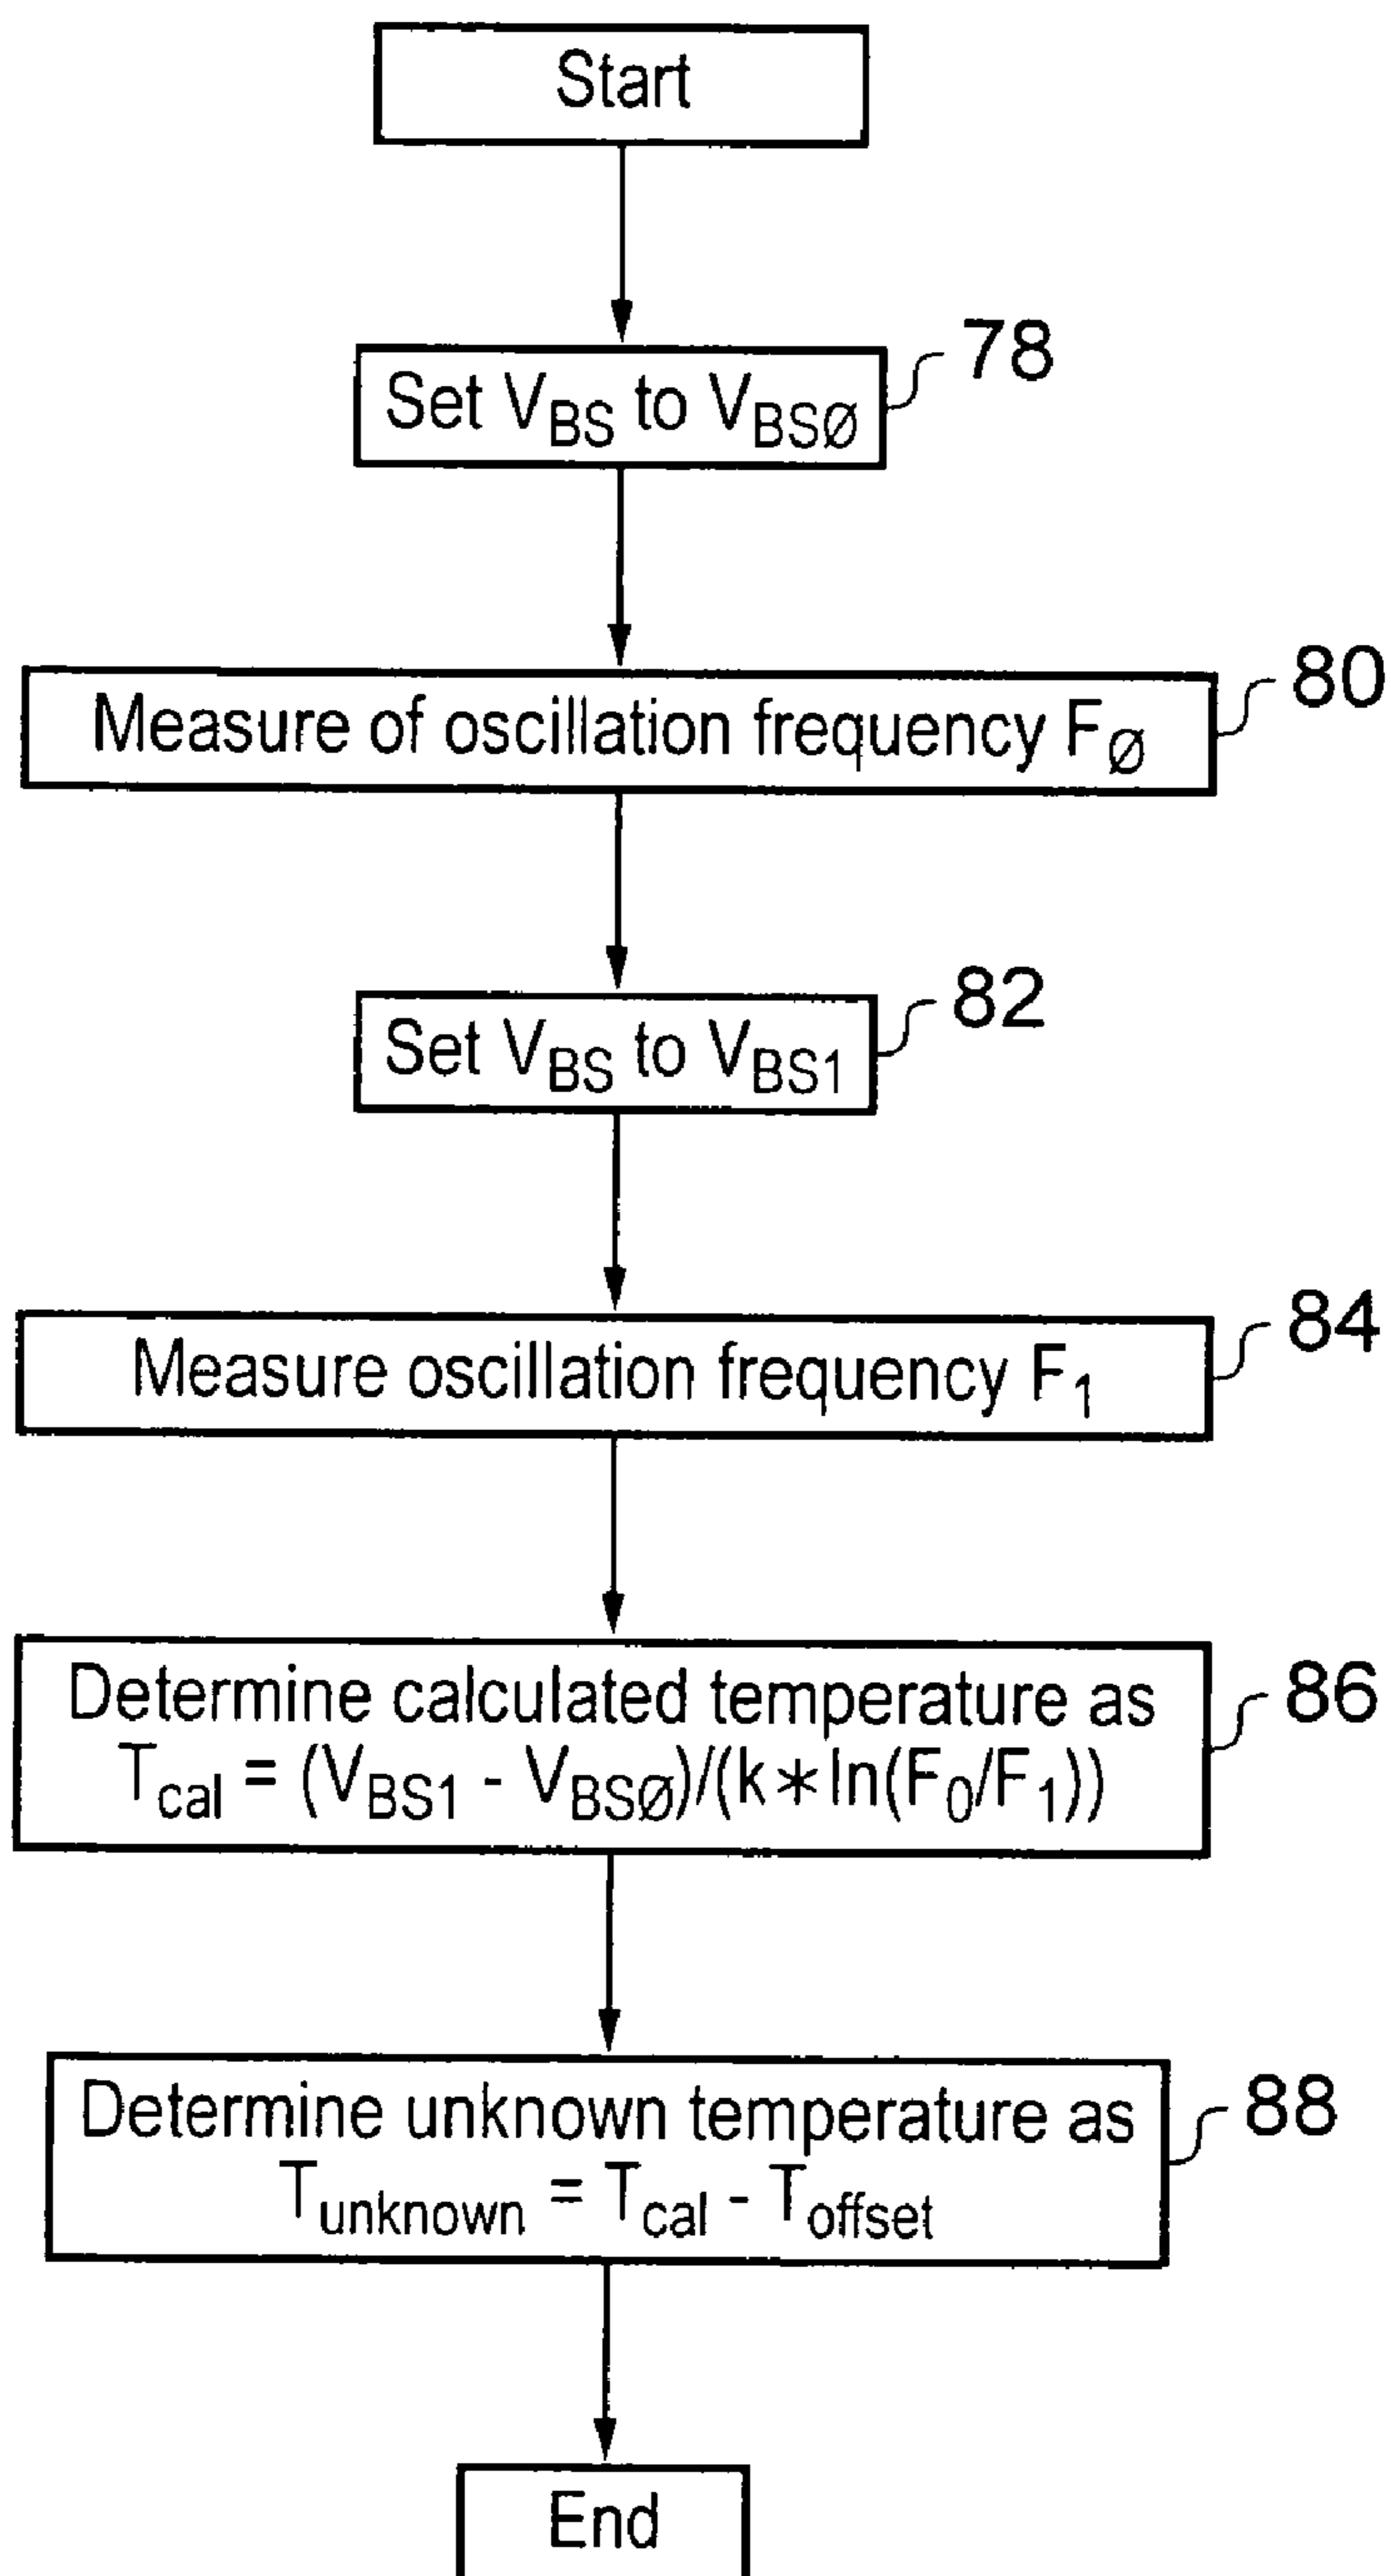 Start
Set V_BS to V_BSØ
78
Measure of oscillation frequency F_Ø
80
Set V_BS to V_BS1
82
Measure oscillation frequency F_1
84
Determine calculated temperature as
T_cal = (V_BS1 - V_BSØ)/(k*ln(F_0/F_1))
86
Determine unknown temperature as
T_unknown = T_cal - T_offset
88
End